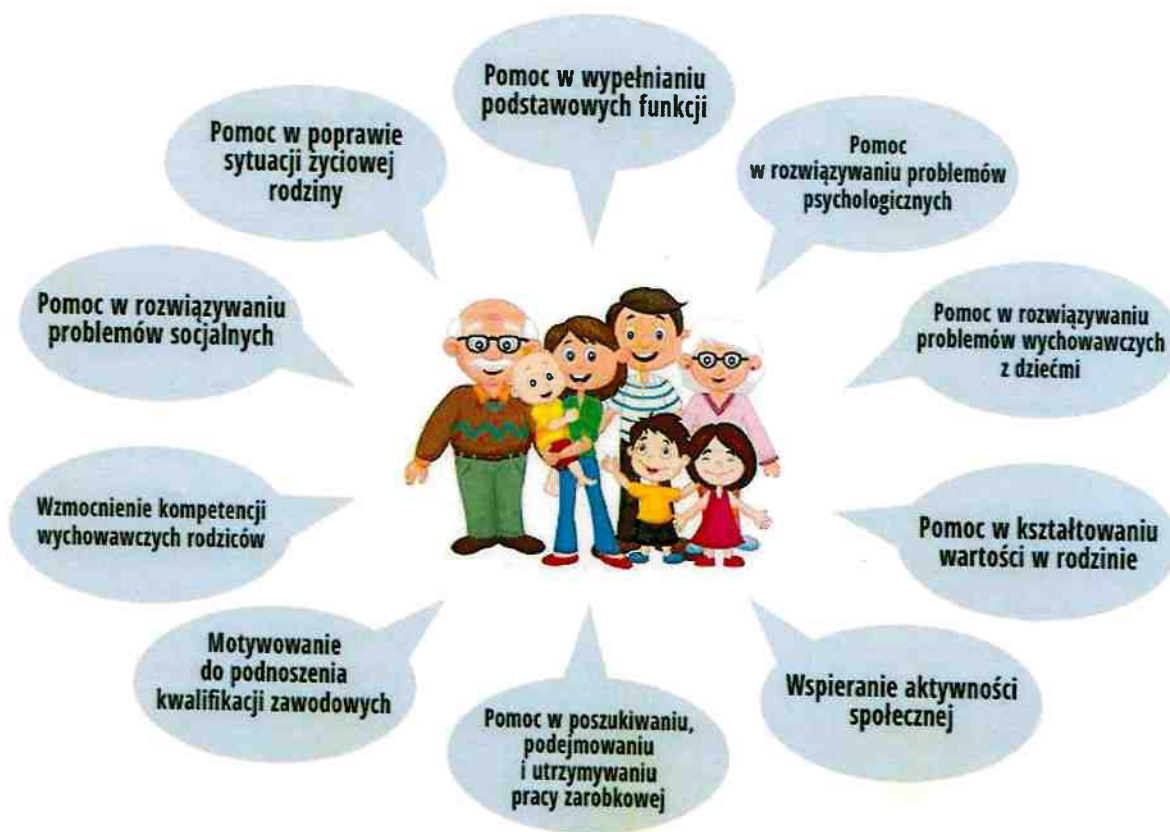 Pomoc w wypełnianiu
podstawowych funkcji
Pomoc w poprawie
sytuacji życiowej
rodziny
Pomoc
w rozwiązywaniu problemów
psychologicznych
Pomoc w rozwiązywaniu
problemów socjalnych
Pomoc w rozwiązywaniu
problemów wychowawczych
z dziećmi
Wzmocnienie kompetencji
wychowawczych rodziców
Pomoc w kształtowaniu
wartości w rodzinie
Motywowanie
do podnoszenia
kwalifikacji zawodowych
Pomoc w poszukiwaniu,
podejmowaniu
i utrzymywaniu
pracy zarobkowej
Wspieranie aktywności
społecznej